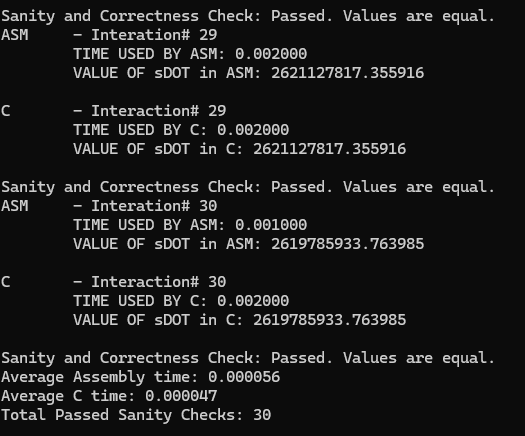 Sanity and Correctness Check: Passed. Values are equal.
ASM     - Interation# 29
        TIME USED BY ASM: 0.002000
        VALUE OF sDOT in ASM: 2621127817.355916
C       - Interaction# 29
        TIME USED BY C: 0.002000
        VALUE OF sDOT in C: 2621127817.355916
Sanity and Correctness Check: Passed. Values are equal.
ASM     - Interation# 30
        TIME USED BY ASM: 0.001000
        VALUE OF sDOT in ASM: 2619785933.763985
C       - Interaction# 30
        TIME USED BY C: 0.002000
        VALUE OF sDOT in C: 2619785933.763985
Sanity and Correctness Check: Passed. Values are equal.
Average Assembly time: 0.000056
Average C time: 0.000047
Total Passed Sanity Checks: 30